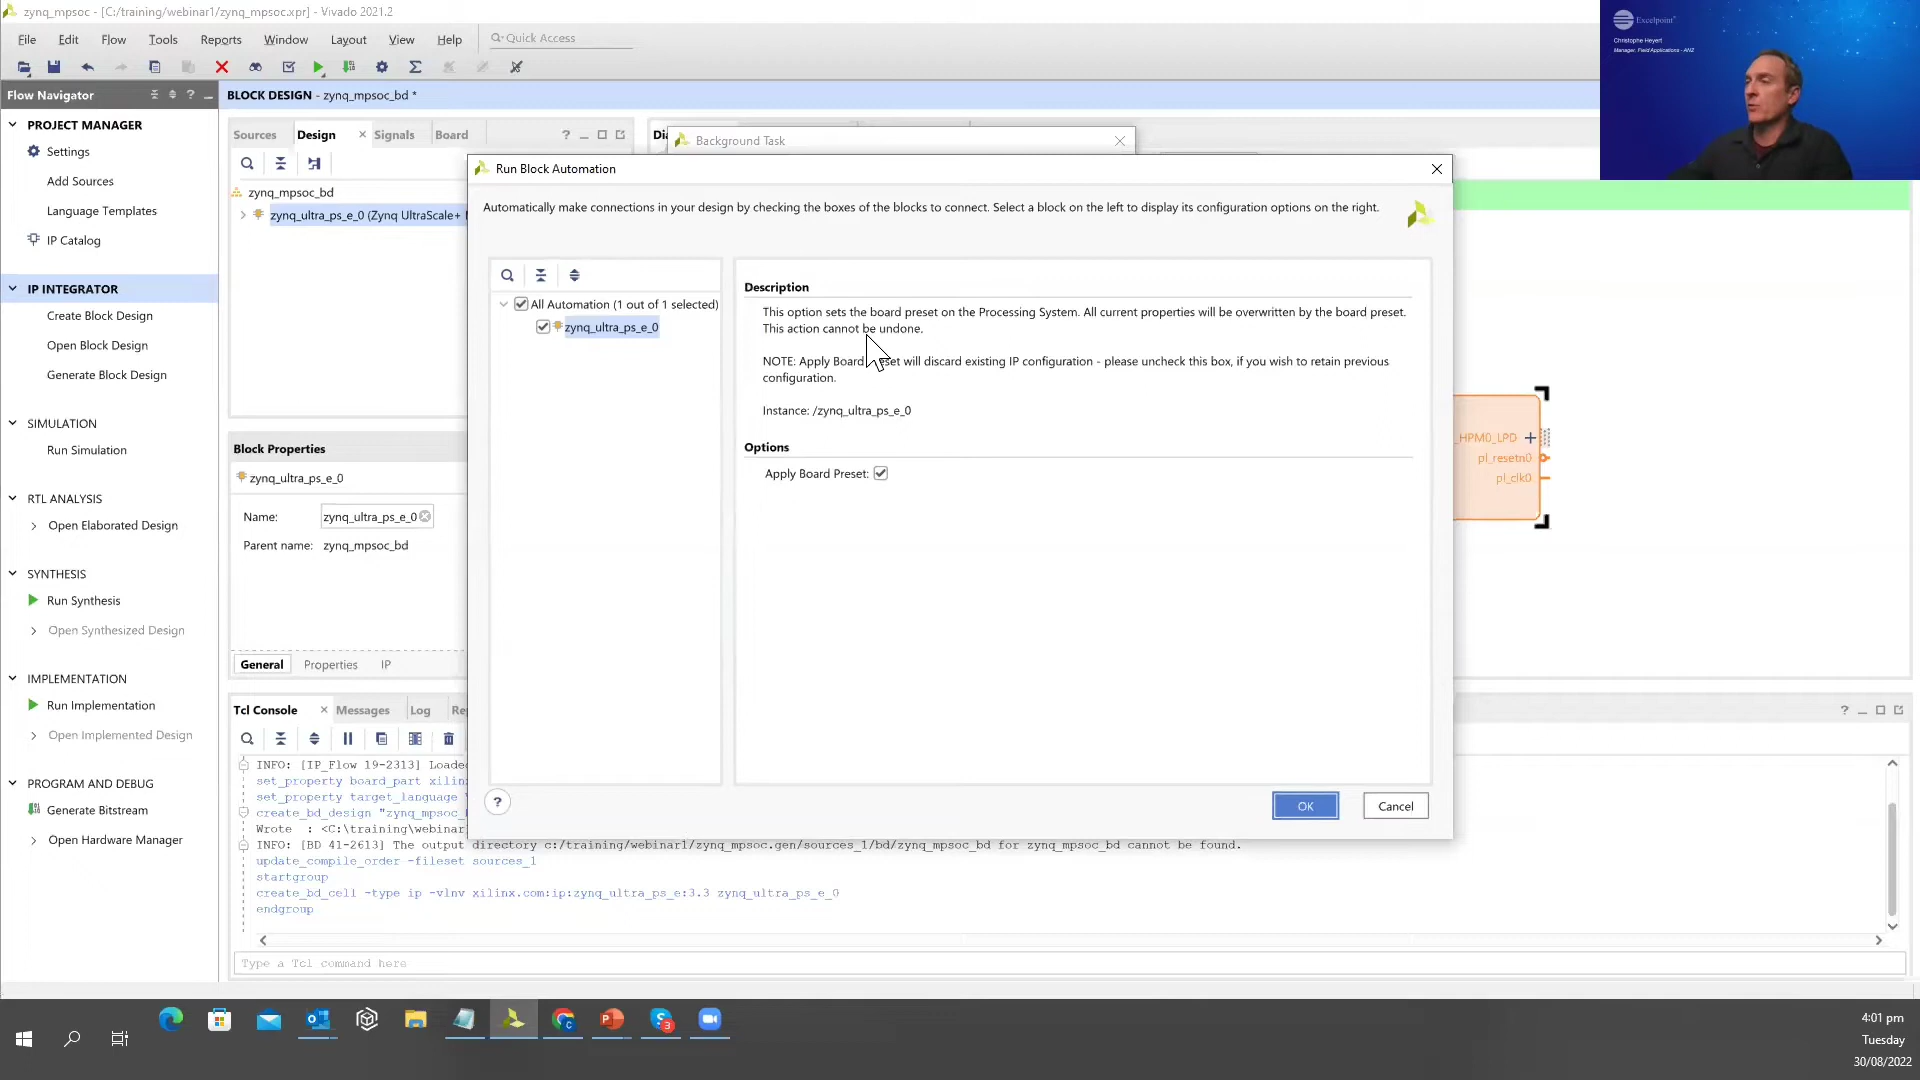 zynq_mpsoc - [C:/training/webinar1/zynq_mpsoc.xpr] - Vivado 2021.2
File Edit Flow Tools Reports Window Layout View Help Quick Access
Flow Navigator
PROJECT MANAGER
Settings
Add Sources
Language Templates
IP Catalog
IP INTEGRATOR
Create Block Design
Open Block Design
Generate Block Design
SIMULATION
Run Simulation
RTL ANALYSIS
Open Elaborated Design
SYNTHESIS
Run Synthesis
Open Synthesized Design
IMPLEMENTATION
Run Implementation
Open Implemented Design
PROGRAM AND DEBUG
Generate Bitstream
Open Hardware Manager
BLOCK DESIGN - zynq_mpsoc_bd *
Sources Design Signals Board
zynq_mpsoc_bd
zynq_ultra_ps_e_0 (Zynq UltraScale+
Block Properties
zynq_ultra_ps_e_0
Name: zynq_ultra_ps_e_0
Parent name: zynq_mpsoc_bd
General Properties IP
Background Task
Run Block Automation
Automatically make connections in your design by checking the boxes of the blocks to connect. Select a block on the left to display its configuration options on the right.
All Automation (1 out of 1 selected)
zynq_ultra_ps_e_0
Description
This option sets the board preset on the Processing System. All current properties will be overwritten by the board preset.
This action cannot be undone.
NOTE: Apply Board set will discard existing IP configuration - please uncheck this box, if you wish to retain previous
configuration.
Instance: /zynq_ultra_ps_e_0
Options
Apply Board Preset:
OK Cancel
_HPM0_LPD
pl_resetn0
pl_clk0
Tcl Console Messages Log Re
INFO: [IP_Flow 19-2313] Loade
set_property board_part xilin
set_property target_language
create_bd_design "zynq_mpsoc_
Wrote : <C:\training\webinar
INFO: [BD 41-2613] The output directory c:/training/webinar1/zynq_mpsoc.gen/sources_1/bd/zynq_mpsoc_bd for zynq_mpsoc_bd cannot be found.
update_compile_order -fileset sources_1
startgroup
create_bd_cell -type ip -vlnv xilinx.com:ip:zynq_ultra_ps_e:3.3 zynq_ultra_ps_e_0
endgroup
Type a Tcl command here
Excelpoint
Christophe Heyert
Manager, Field Applications - ANZ
4:01 pm
Tuesday
30/08/2022